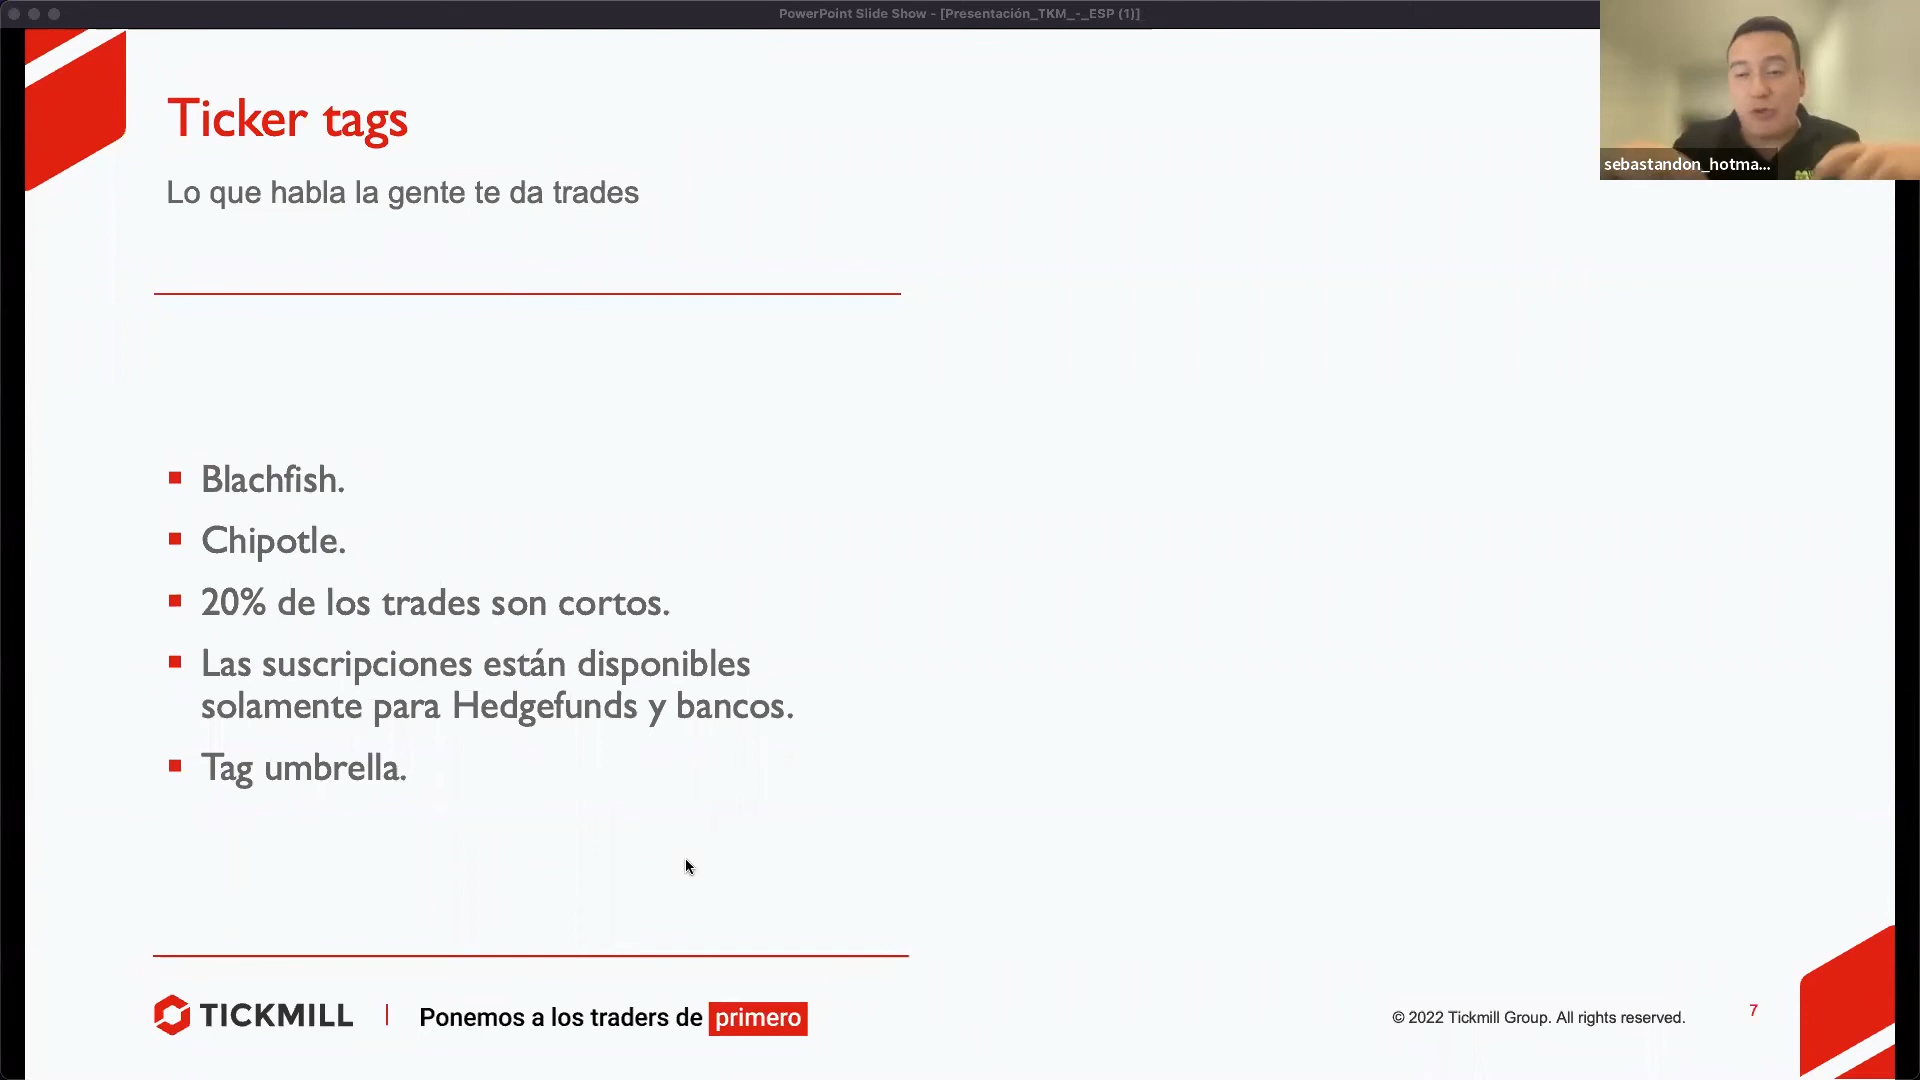 PowerPoint Slide Show - [Presentación_TKM_-_ESP (1)]
sebastandon_hotma...
Ticker tags
Lo que habla la gente te da trades
Blachfish.
Chipotle.
20% de los trades son cortos.
Las suscripciones están disponibles
solamente para Hedgefunds y bancos.
Tag umbrella.
TICKMILL | Ponemos a los traders de primero
© 2022 Tickmill Group. All rights reserved.
7